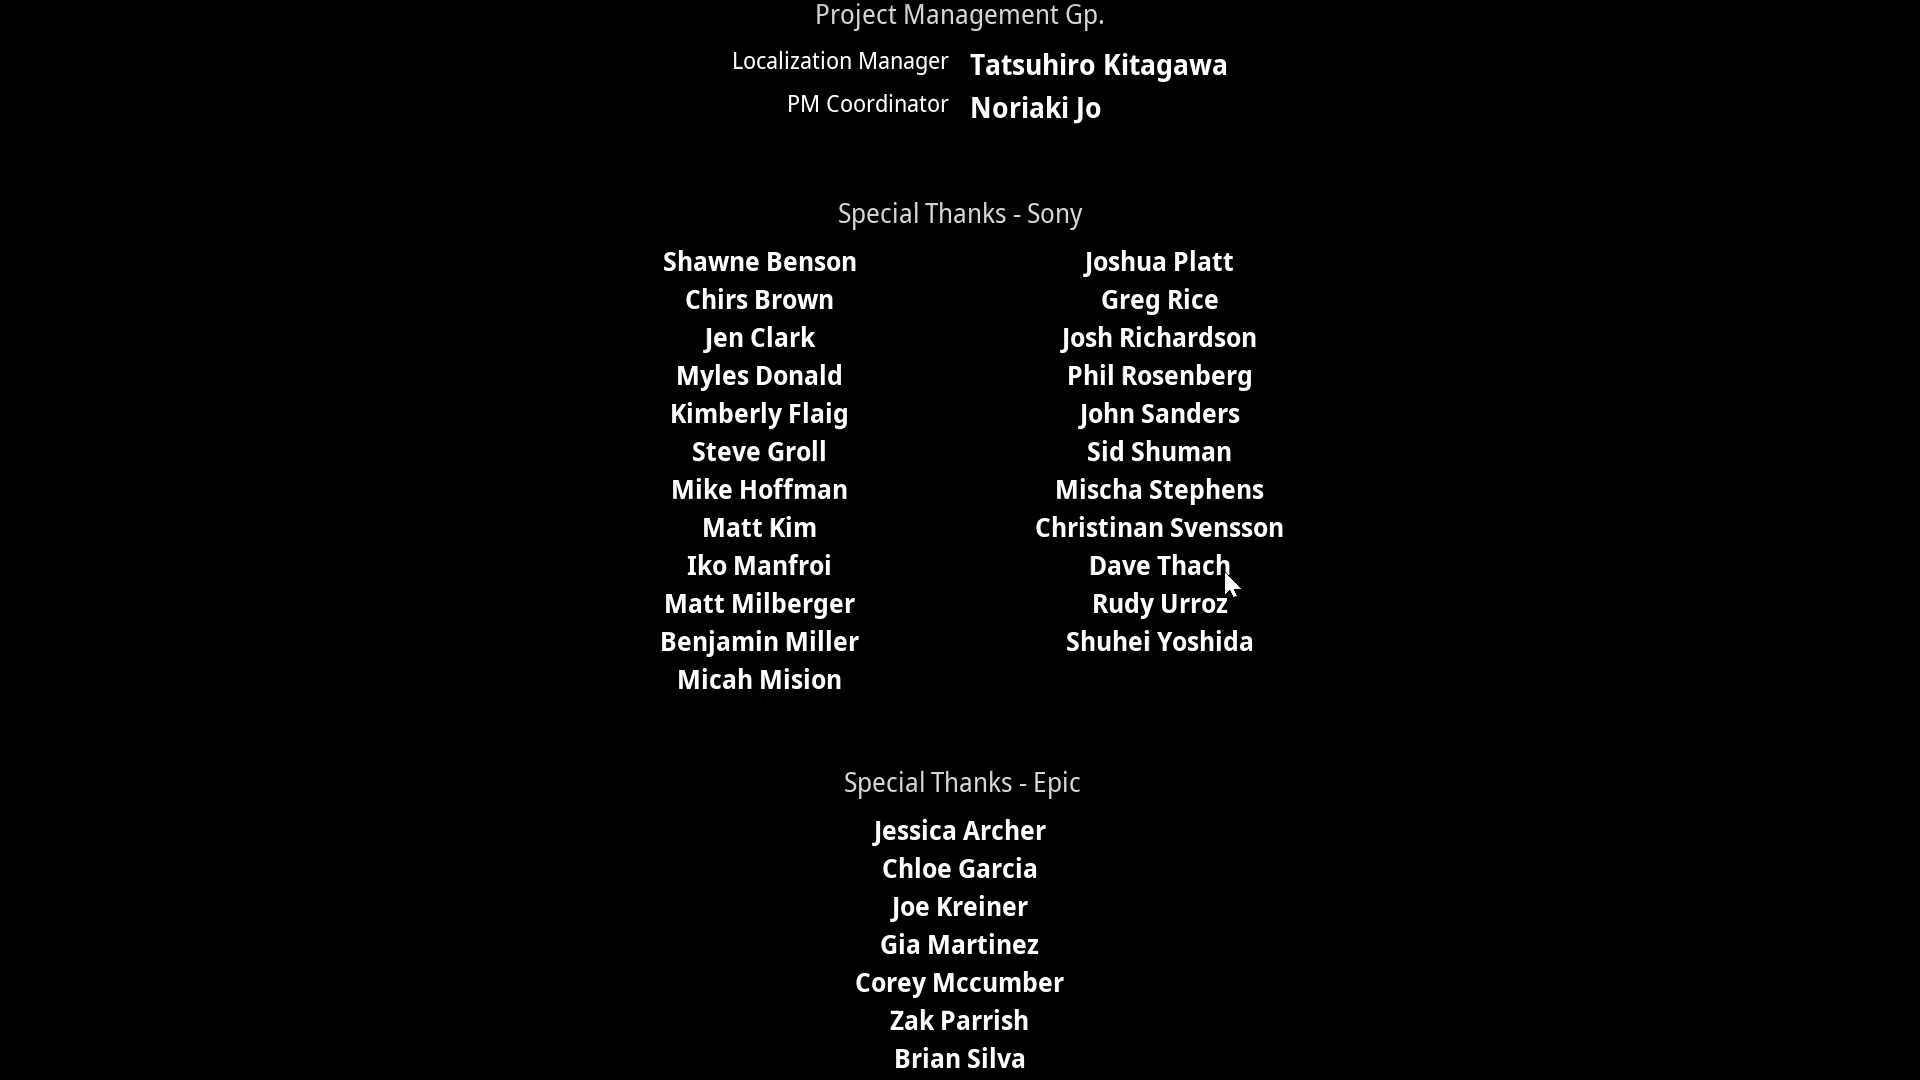 Project Management Gp.
Localization Manager Tatsuhiro Kitagawa
PM Coordinator Noriaki Jo
Special Thanks - Sony
Shawne Benson Joshua Platt
Chirs Brown Greg Rice
Jen Clark Josh Richardson
Myles Donald Phil Rosenberg
Kimberly Flaig John Sanders
Steve Groll Sid Shuman
Mike Hoffman Mischa Stephens
Matt Kim Christinan Svensson
Iko Manfroi Dave Thach
Matt Milberger Rudy Urroz
Benjamin Miller Shuhei Yoshida
Micah Mision
Special Thanks - Epic
Jessica Archer
Chloe Garcia
Joe Kreiner
Gia Martinez
Corey Mccumber
Zak Parrish
Brian Silva